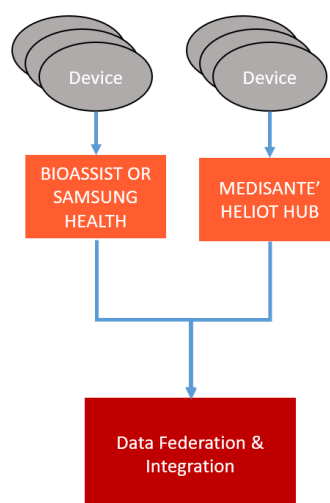 Device
Device
BIOASSIST OR
SAMSUNG
HEALTH
MEDISANTE’
HELIOT HUB
Data Federation &
Integration